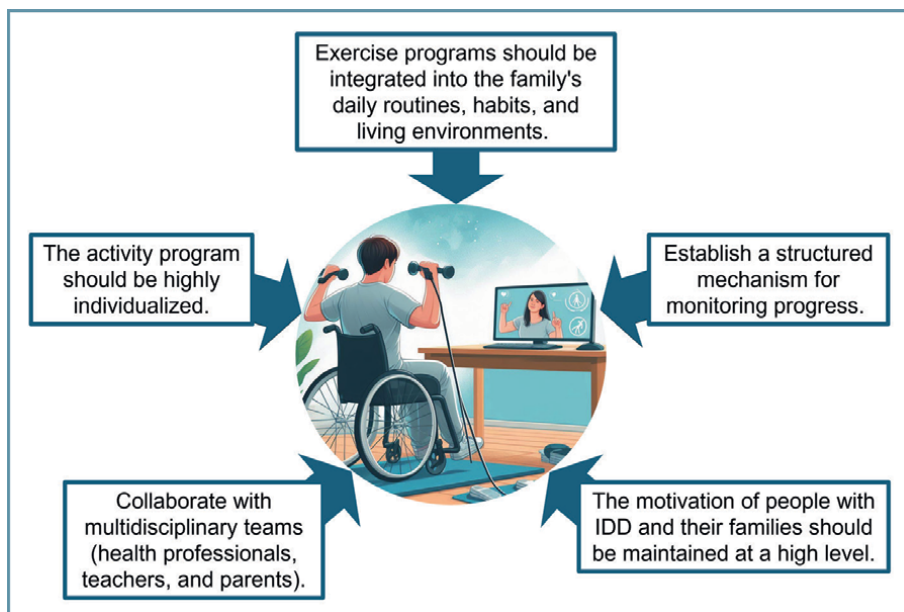 Exercise programs should be
integrated into the family's
daily routines, habits, and
living environments.
The activity program
should be highly
individualized.
Establish a structured
mechanism for
monitoring progress.
Collaborate with
multidisciplinary teams
(health professionals,
teachers, and parents).
The motivation of people with
IDD and their families should
be maintained at a high level.